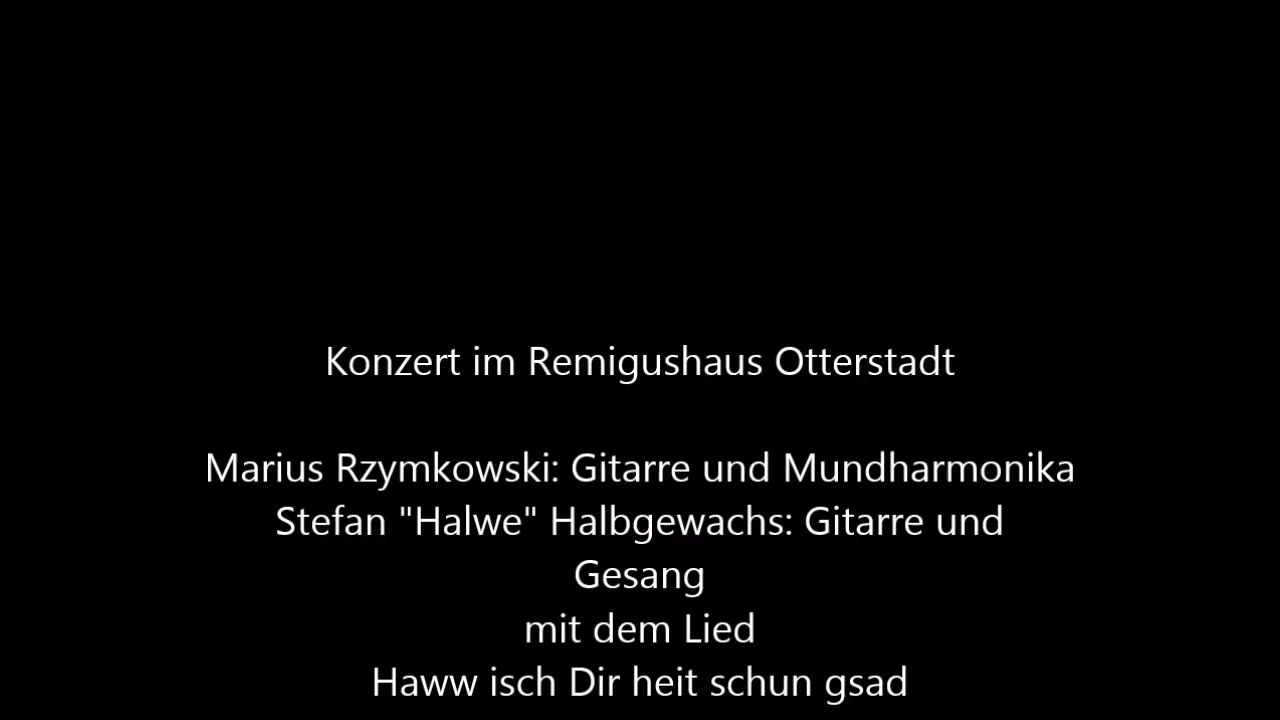 Konzert im Remigushaus Otterstadt
Marius Rzymkowski: Gitarre und Mundharmonika
Stefan "Halwe" Halbgewachs: Gitarre und
Gesang
mit dem Lied
Haww isch Dir heit schun gsad